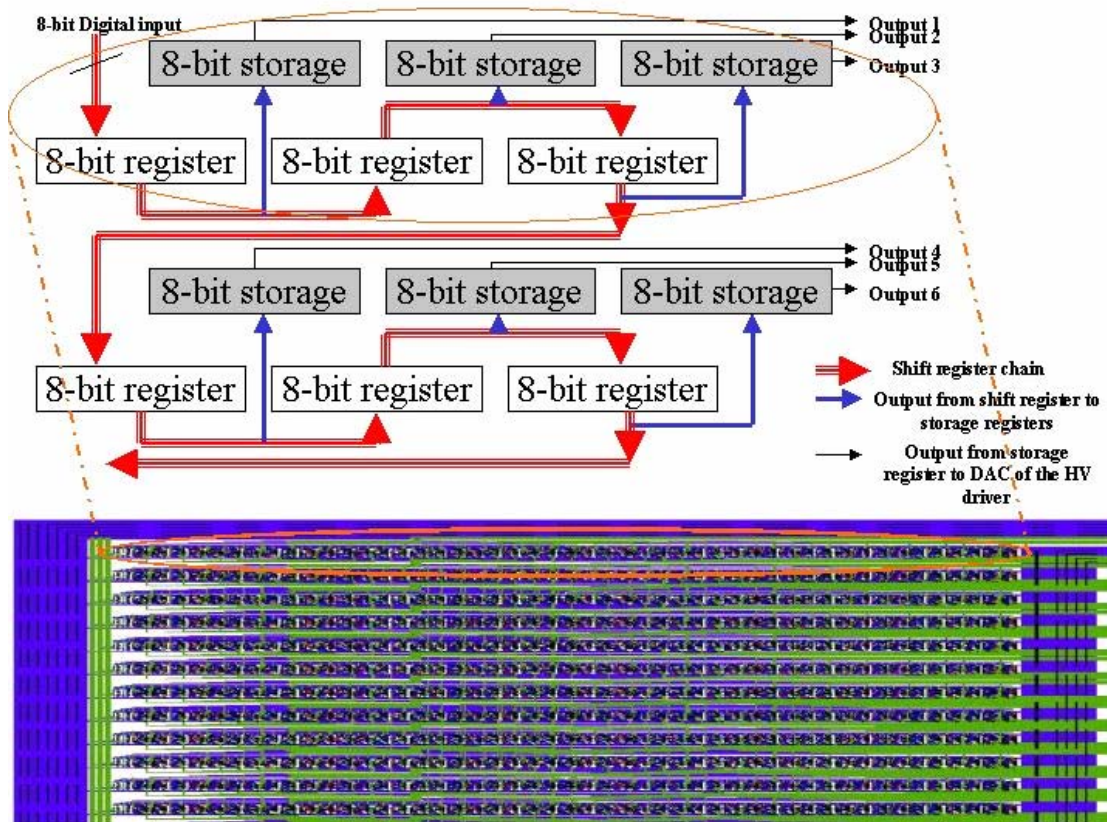 8-bit Digital input
Output 1
Output 2
8-bit storage
8-bit storage
8-bit storage
Output 3
8-bit register
8-bit register
8-bit register
Output 4
Output 5
8-bit storage
8-bit storage
8-bit storage
Output 6
8-bit register
8-bit register
8-bit register
Shift register chain
Output from shift register to
storage registers
Output from storage
register to DAC of the HV
driver